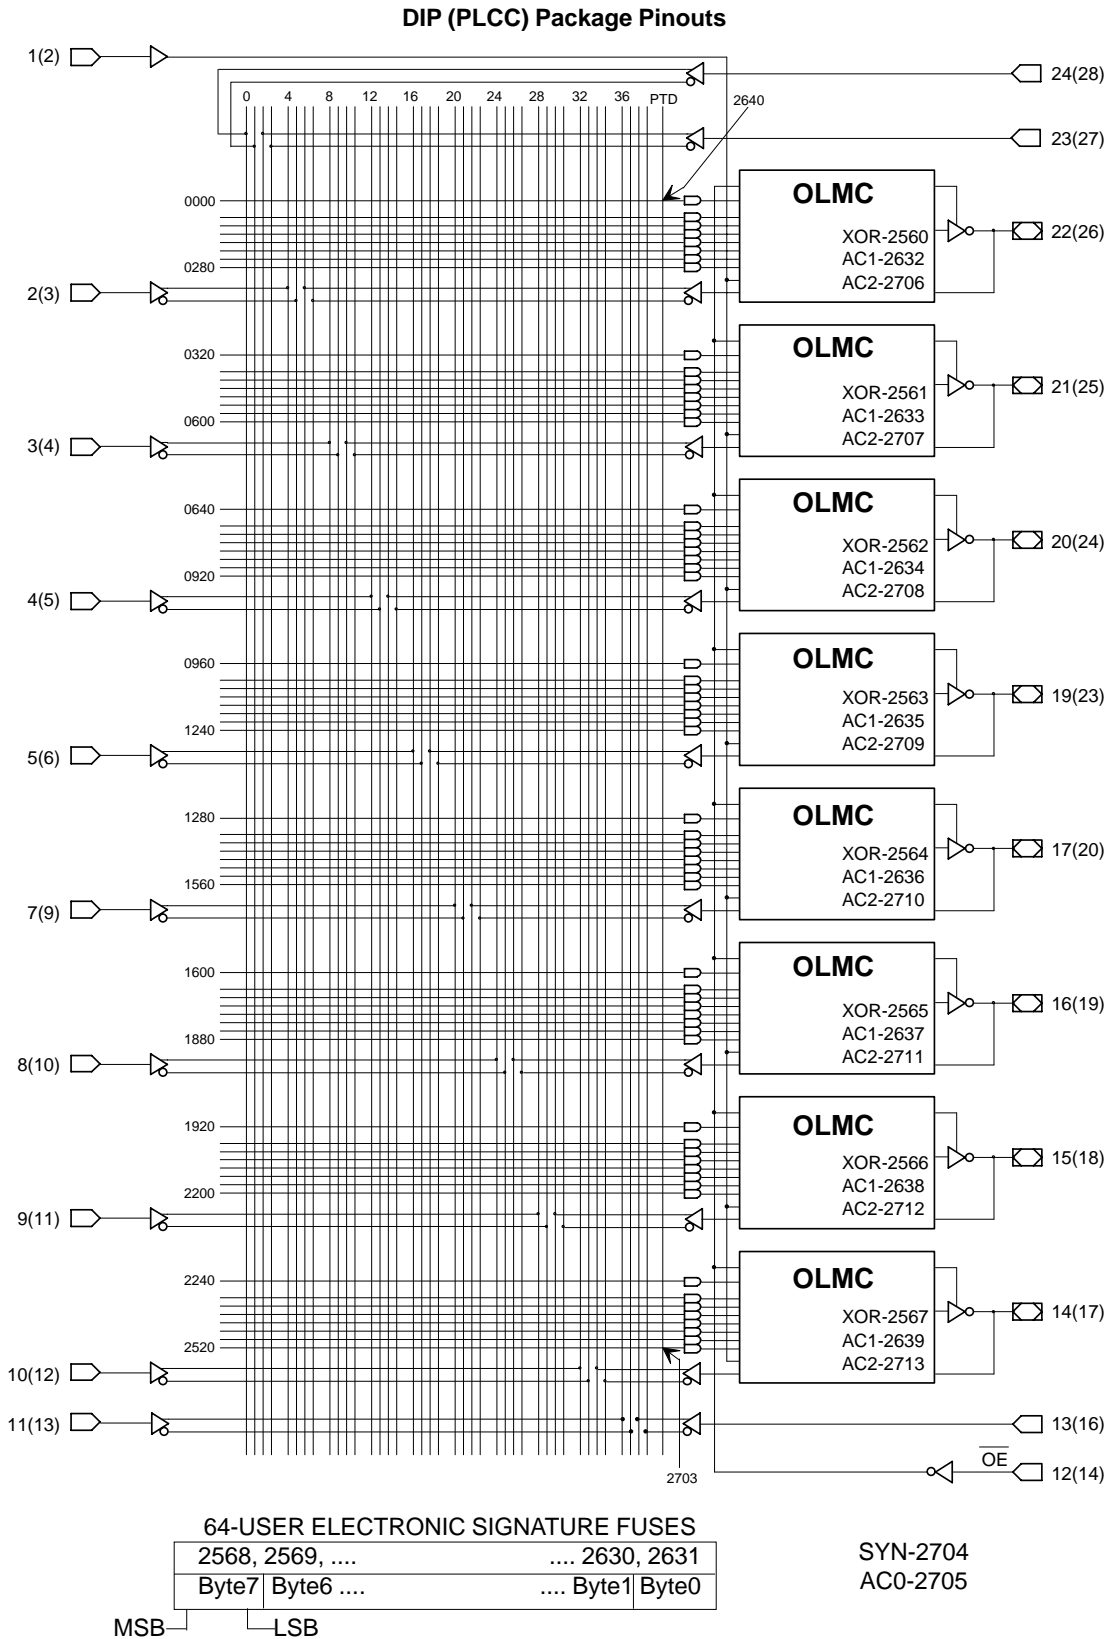 DIP (PLCC) Package Pinouts
1(2)
24(28)
0 4 8 12 16 20 24 28 32 36 PTD
2640
23(27)
0000
OLMC
XOR-2560
22(26)
AC1-2632
0280
AC2-2706
2(3)
0320
OLMC
XOR-2561
21(25)
AC1-2633
0600
AC2-2707
3(4)
0640
OLMC
XOR-2562
20(24)
AC1-2634
0920
AC2-2708
4(5)
0960
OLMC
XOR-2563
19(23)
AC1-2635
1240
AC2-2709
5(6)
1280
OLMC
XOR-2564
17(20)
AC1-2636
1560
AC2-2710
7(9)
1600
OLMC
XOR-2565
16(19)
AC1-2637
1880
AC2-2711
8(10)
1920
OLMC
XOR-2566
15(18)
AC1-2638
2200
AC2-2712
9(11)
2240
OLMC
XOR-2567
14(17)
AC1-2639
2520
AC2-2713
10(12)
11(13)
13(16)
2703
OE
12(14)
64-USER ELECTRONIC SIGNATURE FUSES
2568, 2569, .... .... 2630, 2631
Byte7 Byte6 .... .... Byte1 Byte0
MSB LSB
SYN-2704
AC0-2705